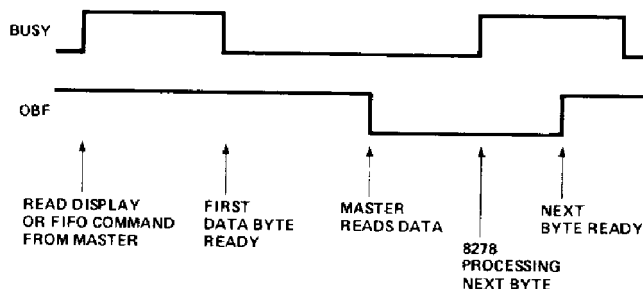 BUSY
OBF
READ DISPLAY
OR FIFO COMMAND
FROM MASTER
FIRST
DATA BYTE
READY
MASTER
READS DATA
8278
PROCESSING
NEXT BYTE
NEXT
BYTE READY